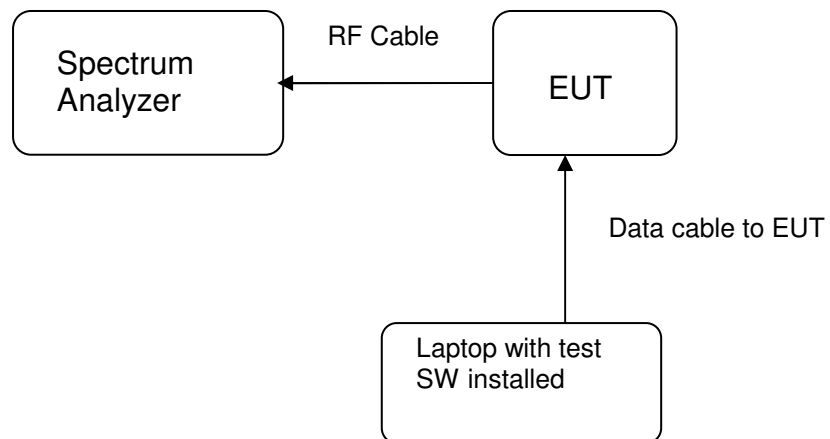 RF Cable
Spectrum
Analyzer
EUT
Data cable to EUT
Laptop with test
SW installed